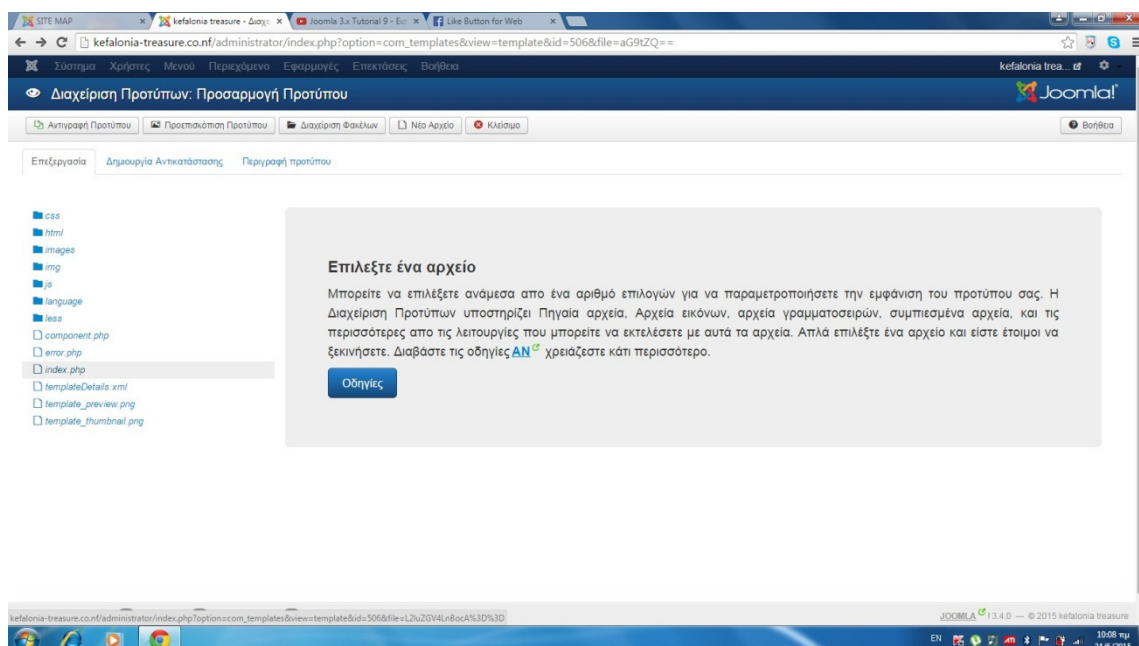 SITE MAP
kefalonia treasure - Διαχε
Joomla 3.x Tutorial 9 - Ex
Like Button for Web
kefalonia-treasure.co.nf/administrator/index.php?option=com_templates&view=template&id=506&file=aG9tZQ==
Σύστημα Χρήστες Μενού Περιεχόμενο Εφαρμογές Επεκτάσεις Βοήθεια
kefalonia trea...
Διαχείριση Προτύπων: Προσαρμογή Προτύπου
Joomla!
Αντιγραφή Προτύπου
Προεπισκόπιση Προτύπου
Διαχείριση Φακέλων
Νέο Αρχείο
Κλείσιμο
Βοήθεια
Επεξεργασία
Δημιουργία Αντικατάστασης
Περιγραφή προτύπου
css
html
images
img
js
language
less
component.php
error.php
index.php
templateDetails.xml
template_preview.png
template_thumbnail.png
Επιλεξτε ένα αρχείο
Μπορείτε να επιλέξετε ανάμεσα απο ένα αριθμό επιλογών για να παραμετροποιήσετε την εμφάνιση του προτύπου σας. Η
Διαχείριση Προτύπων υποστηρίζει Πηγαία αρχεία, Αρχεία εικόνων, αρχεία γραμματοσειρών, συμπιεσμένα αρχεία, και τις
περισσότερες απο τις λειτουργίες που μπορείτε να εκτελέσετε με αυτά τα αρχεία. Απλά επιλέξτε ένα αρχείο και είστε έτοιμοι να
ξεκινήσετε. Διαβάστε τις οδηγίες ΑΝ χρειάζεστε κάτι περισσότερο.
Οδηγίες
kefalonia-treasure.co.nf/administrator/index.php?option=com_templates&view=template&id=506&file=L2luZGV4LnBocA%3D%3D
JOOMLA 3.4.0 — © 2015 kefalonia treasure
EN
10:08 πμ
24/6/2015